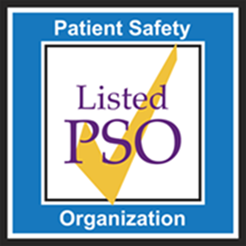 Patient Safety
Listed
PSO
Organization